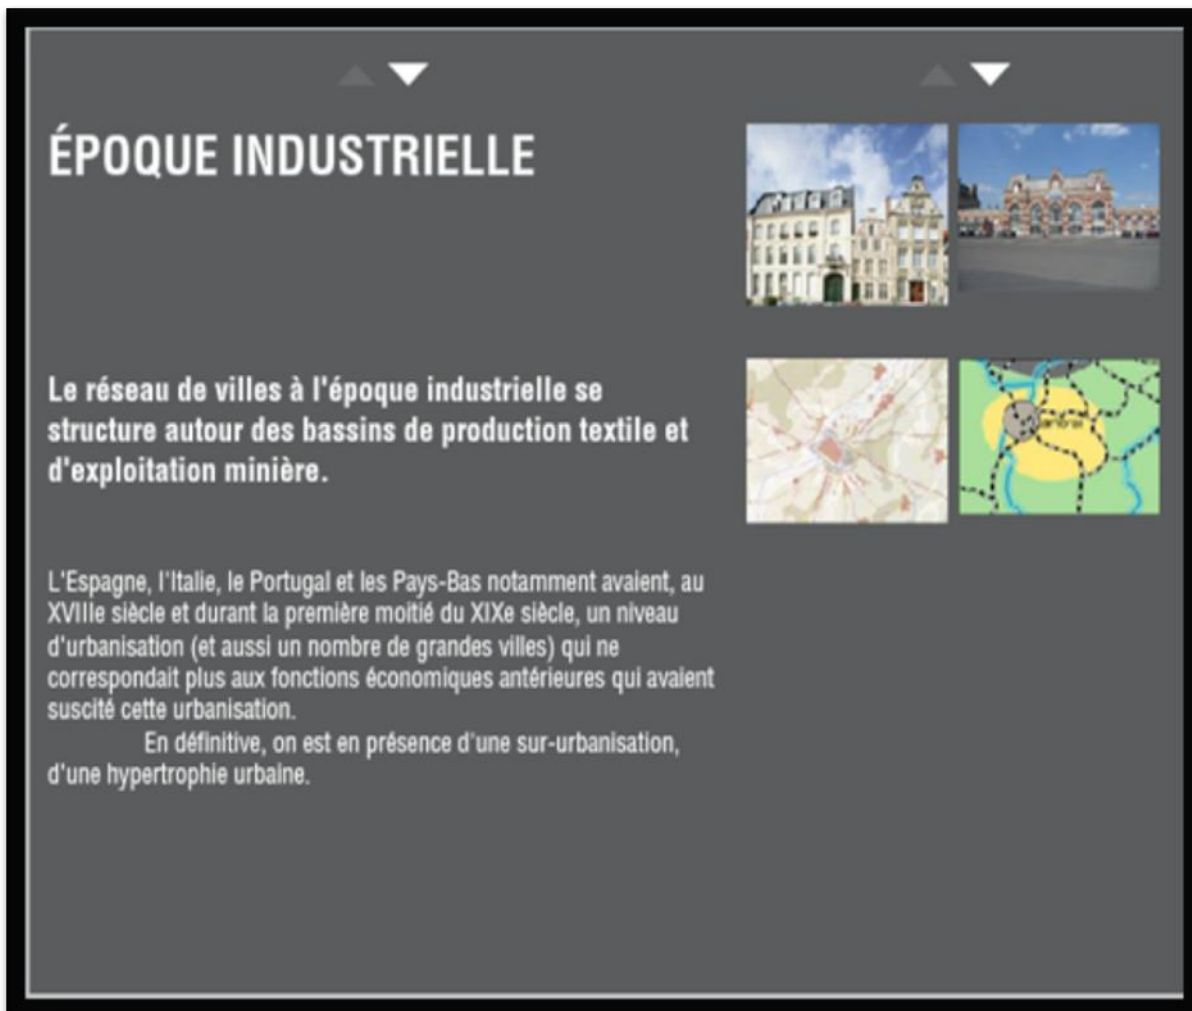 ÉPOQUE INDUSTRIELLE
Le réseau de villes à l'époque industrielle se
structure autour des bassins de production textile et
d'exploitation minière.
L'Espagne, l'Italie, le Portugal et les Pays-Bas notamment avaient, au
XVIIIe siècle et durant la première moitié du XIXe siècle, un niveau
d'urbanisation (et aussi un nombre de grandes villes) qui ne
correspondait plus aux fonctions économiques antérieures qui avaient
suscité cette urbanisation.
En définitive, on est en présence d'une sur-urbanisation,
d'une hypertrophie urbaine.